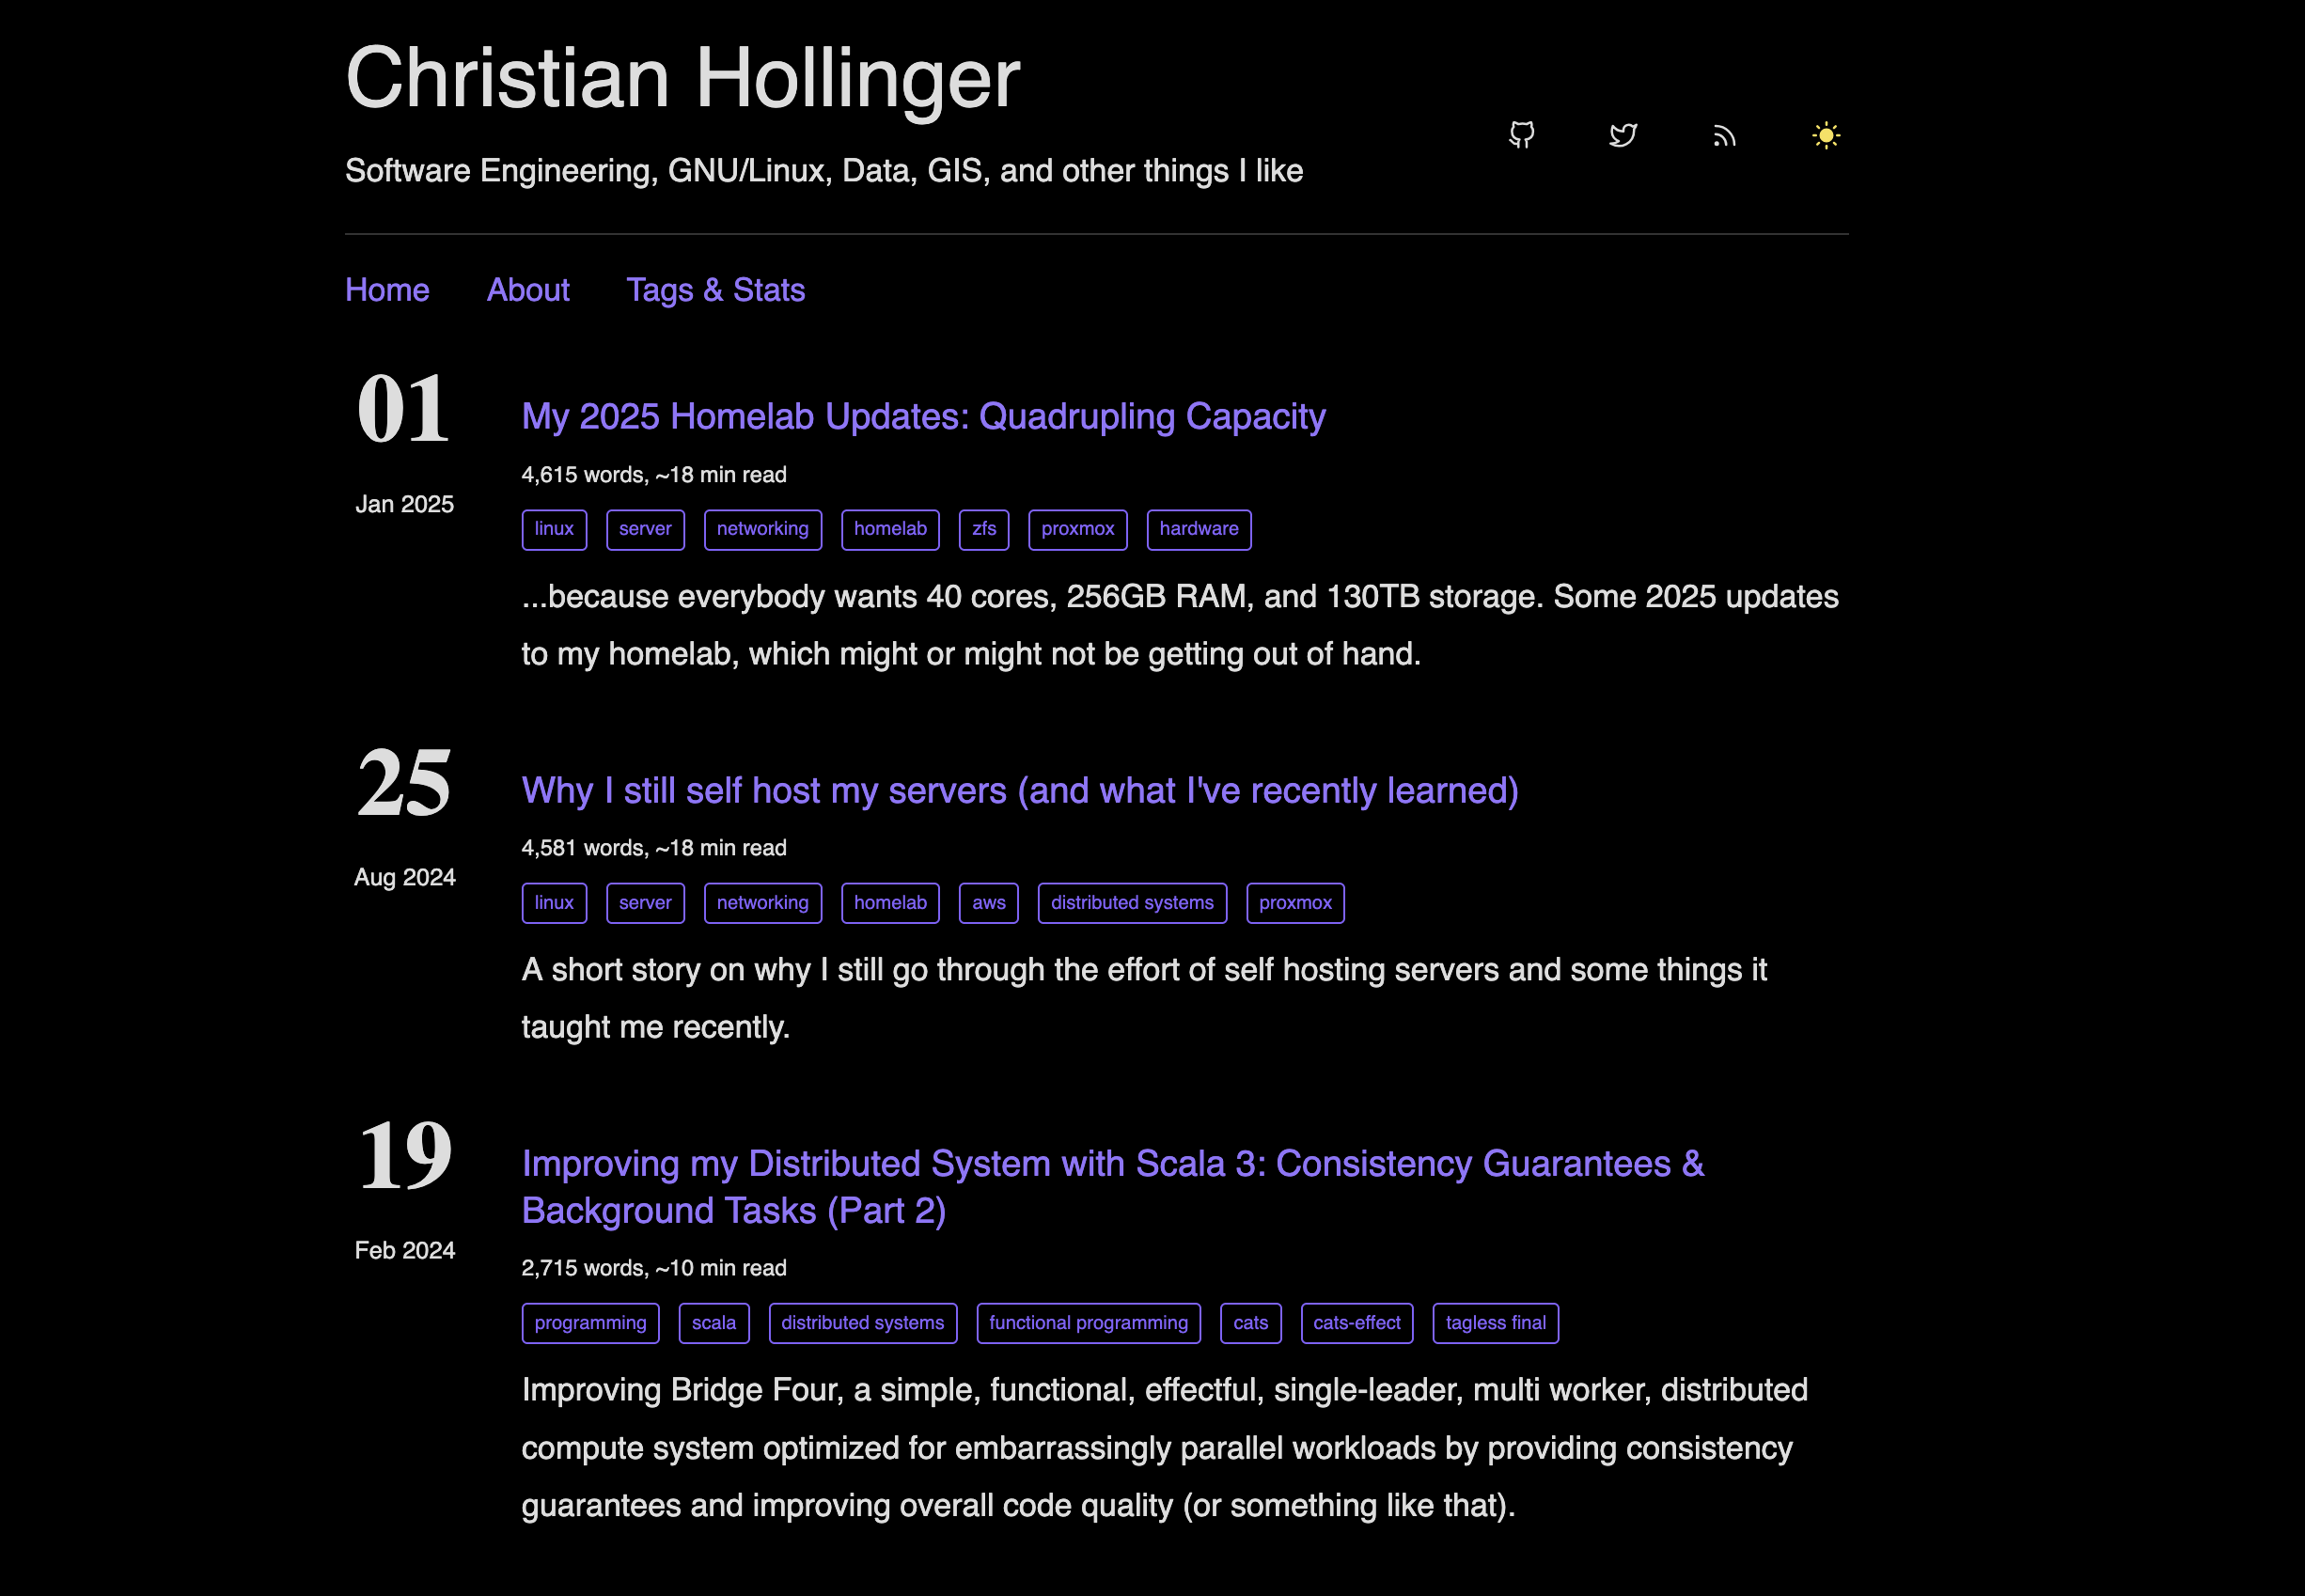 Christian Hollinger
Software Engineering, GNU/Linux, Data, GIS, and other things I like
Home About Tags & Stats
01
Jan 2025
My 2025 Homelab Updates: Quadrupling Capacity
4,615 words, ~18 min read
linux server networking homelab zfs proxmox hardware
...because everybody wants 40 cores, 256GB RAM, and 130TB storage. Some 2025 updates
to my homelab, which might or might not be getting out of hand.
25
Aug 2024
Why I still self host my servers (and what I've recently learned)
4,581 words, ~18 min read
linux server networking homelab aws distributed systems proxmox
A short story on why I still go through the effort of self hosting servers and some things it
taught me recently.
19
Feb 2024
Improving my Distributed System with Scala 3: Consistency Guarantees &
Background Tasks (Part 2)
2,715 words, ~10 min read
programming scala distributed systems functional programming cats cats-effect tagless final
Improving Bridge Four, a simple, functional, effectful, single-leader, multi worker, distributed
compute system optimized for embarrassingly parallel workloads by providing consistency
guarantees and improving overall code quality (or something like that).